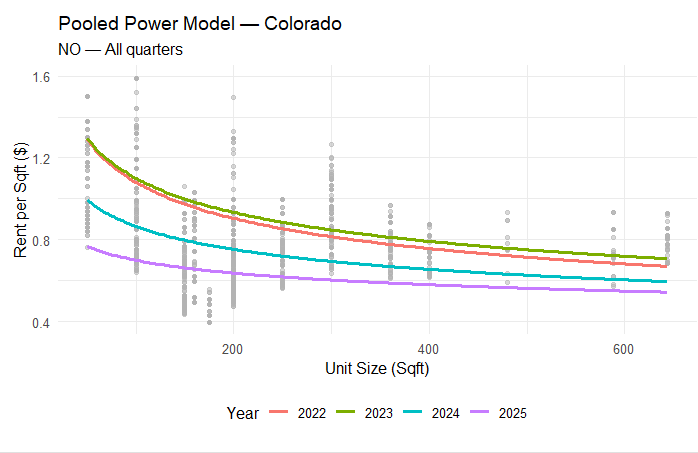 Pooled Power Model — Colorado
NO — All quarters
Rent per Sqft ($)
1.6
1.2
0.8
0.4
200
400
600
Unit Size (Sqft)
Year 2022 2023 2024 2025